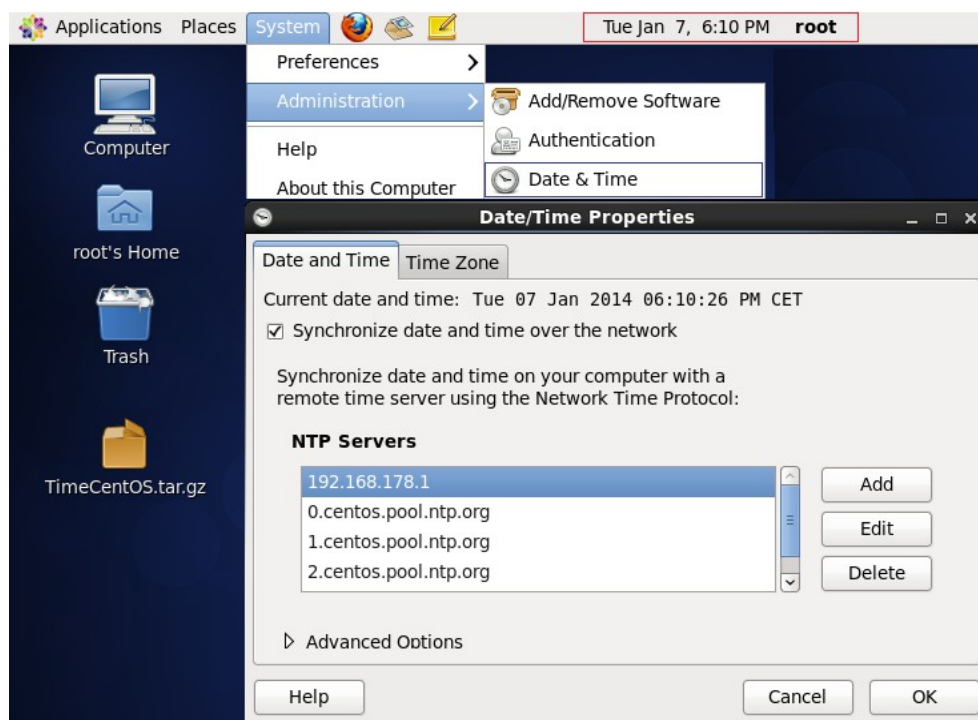 Applications Places System Tue Jan 7, 6:10 PM root
Preferences
Administration
Help
About this Computer
Add/Remove Software
Authentication
Date & Time
Computer
root's Home
Trash
TimeCentOS.tar.gz
Date/Time Properties
Date and Time Time Zone
Current date and time: Tue 07 Jan 2014 06:10:26 PM CET
Synchronize date and time over the network
Synchronize date and time on your computer with a
remote time server using the Network Time Protocol:
NTP Servers
192.168.178.1
0.centos.pool.ntp.org
1.centos.pool.ntp.org
2.centos.pool.ntp.org
Add
Edit
Delete
Advanced Options
Help Cancel OK